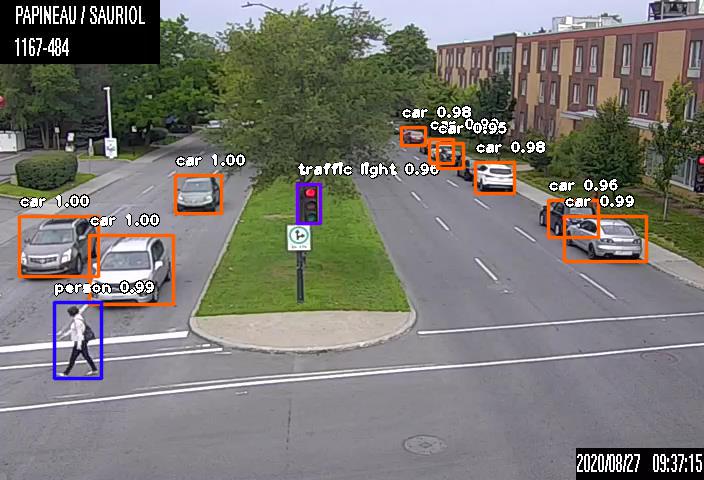 PAPINEAU / SAURIOL
1167-484
car 0.98
car 0.95
car 1.00
traffic light 0.96
car 0.98
car 0.96
car 1.00
car 0.99
car 1.00
person 0.99
2020/08/27 09:37:15